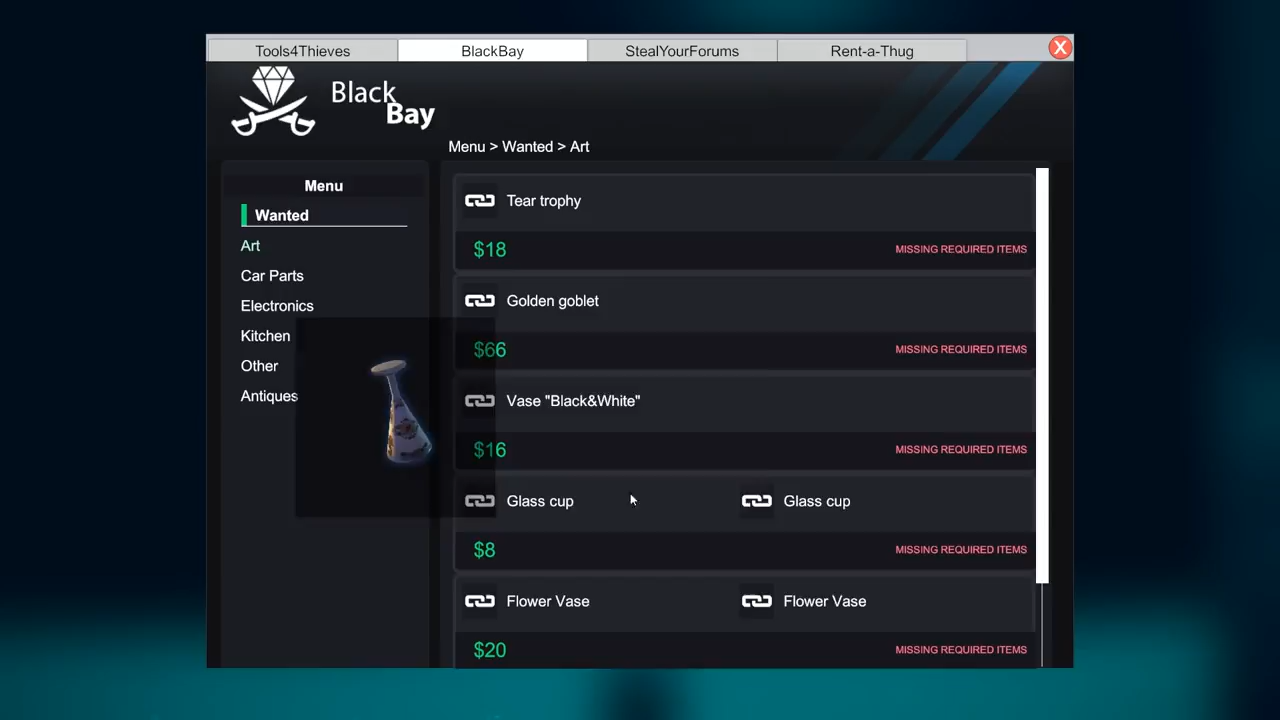 Tools4Thieves
BlackBay
StealYourForums
Rent-a-Thug
X
Black
Bay
Menu > Wanted > Art
Menu
Wanted
Art
Car Parts
Electronics
Kitchen
Other
Antiques
Tear trophy
$18
MISSING REQUIRED ITEMS
Golden goblet
$66
MISSING REQUIRED ITEMS
Vase "Black&White"
$16
MISSING REQUIRED ITEMS
Glass cup
Glass cup
$8
MISSING REQUIRED ITEMS
Flower Vase
Flower Vase
$20
MISSING REQUIRED ITEMS